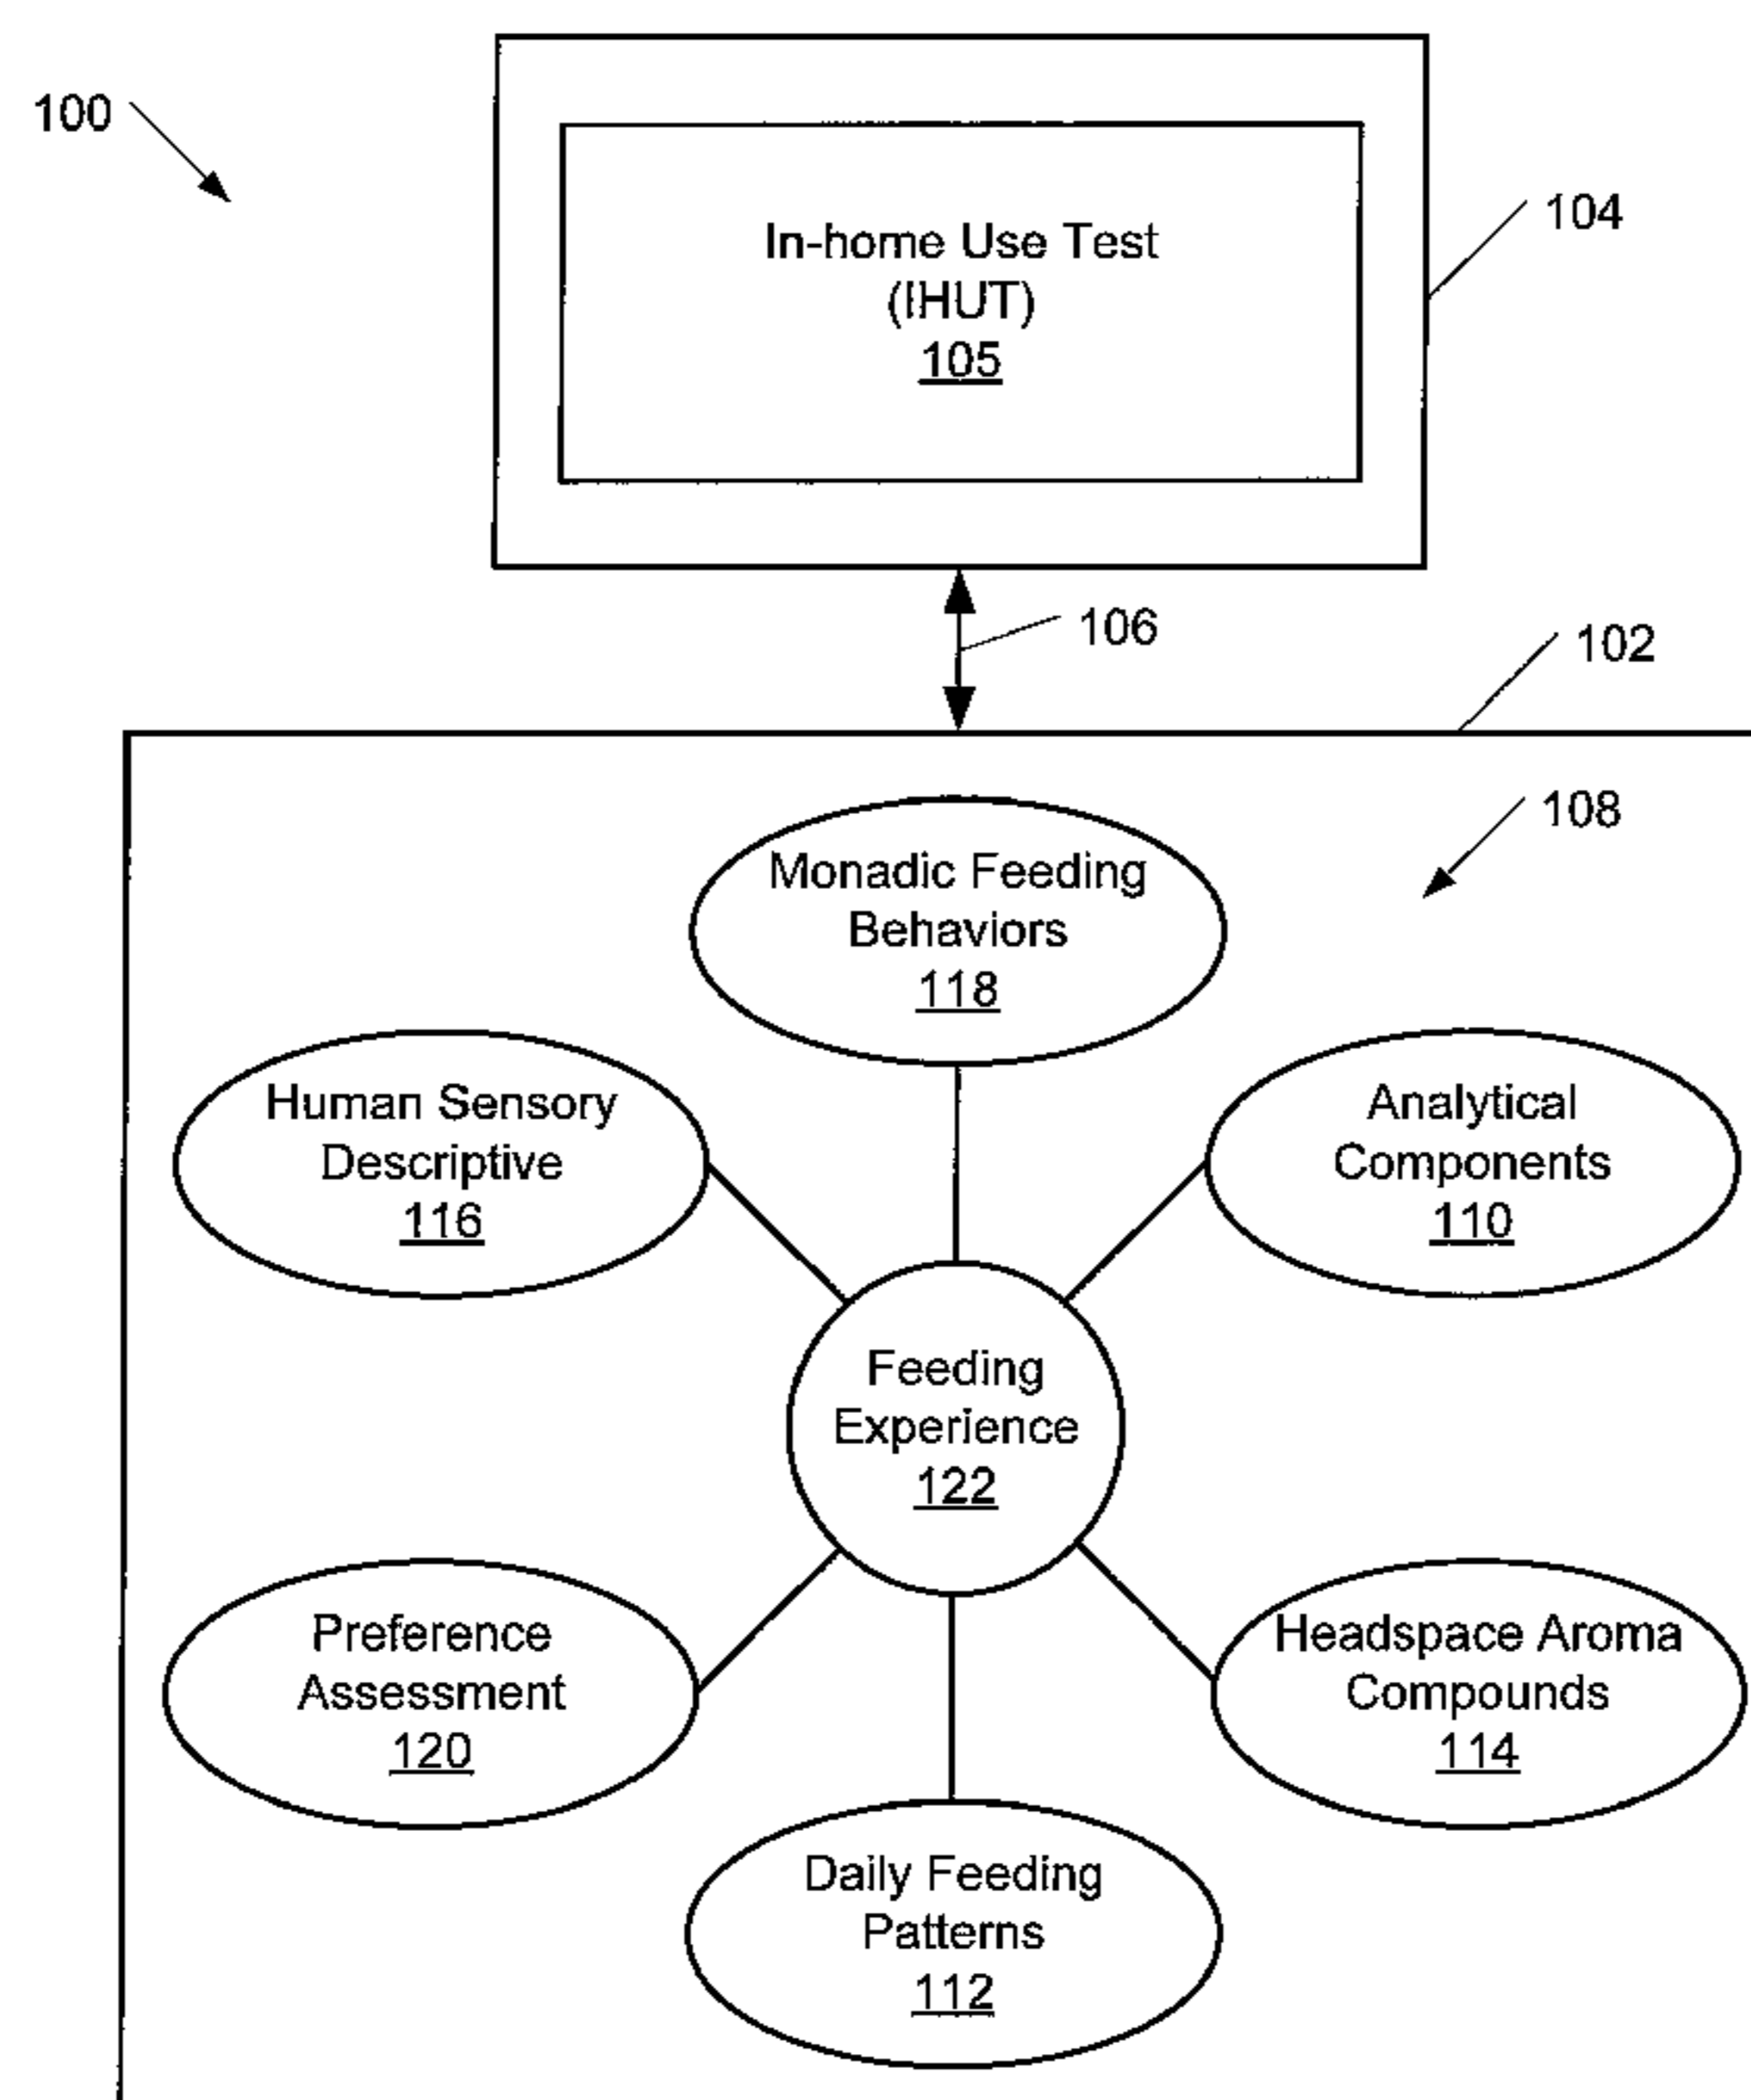 100
In-home Use Test
(IHUT)
105
104
106
102
108
Monadic Feeding
Behaviors
118
Human Sensory
Descriptive
116
Analytical
Components
110
Feeding
Experience
122
Preference
Assessment
120
Headspace Aroma
Compounds
114
Daily Feeding
Patterns
112